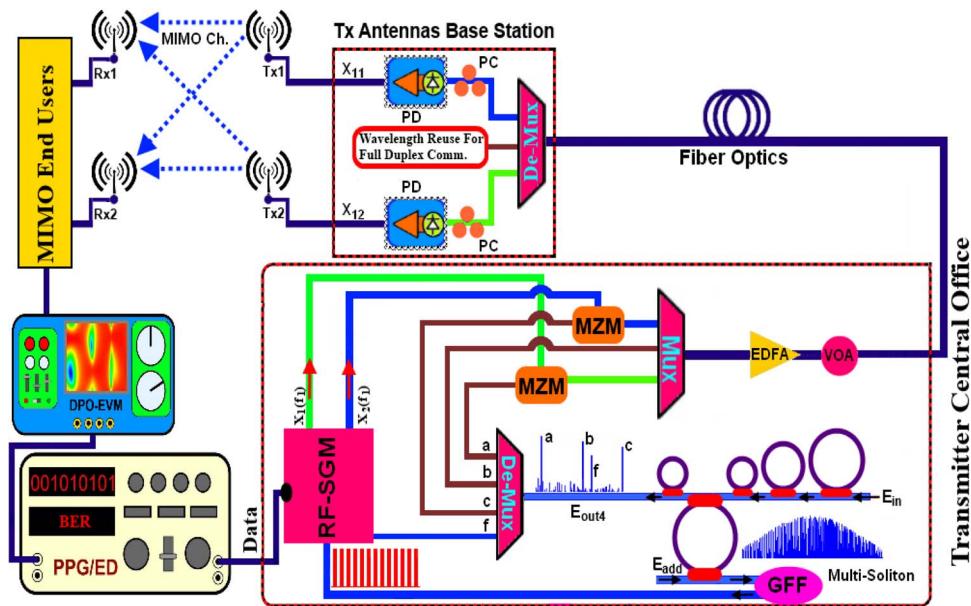 MIMO Ch.
Rx1
Tx1
Rx2
Tx2
MIMO End Users
Tx Antennas Base Station
X11
PC
PD
Wavelength Reuse For
Full Duplex Comm.
De-Mux
PD
X12
PC
Fiber Optics
Transmitter Central Office
DPO-EVM
001010101
BER
PPG/ED
Data
X1(f1)
X2(f1)
RF-SGM
MZM
MZM
Mux
EDFA
VOA
De-Mux
a
b
c
f
a
b
c
f
Eout4
Ein
Eadd
Multi-Soliton
GFF